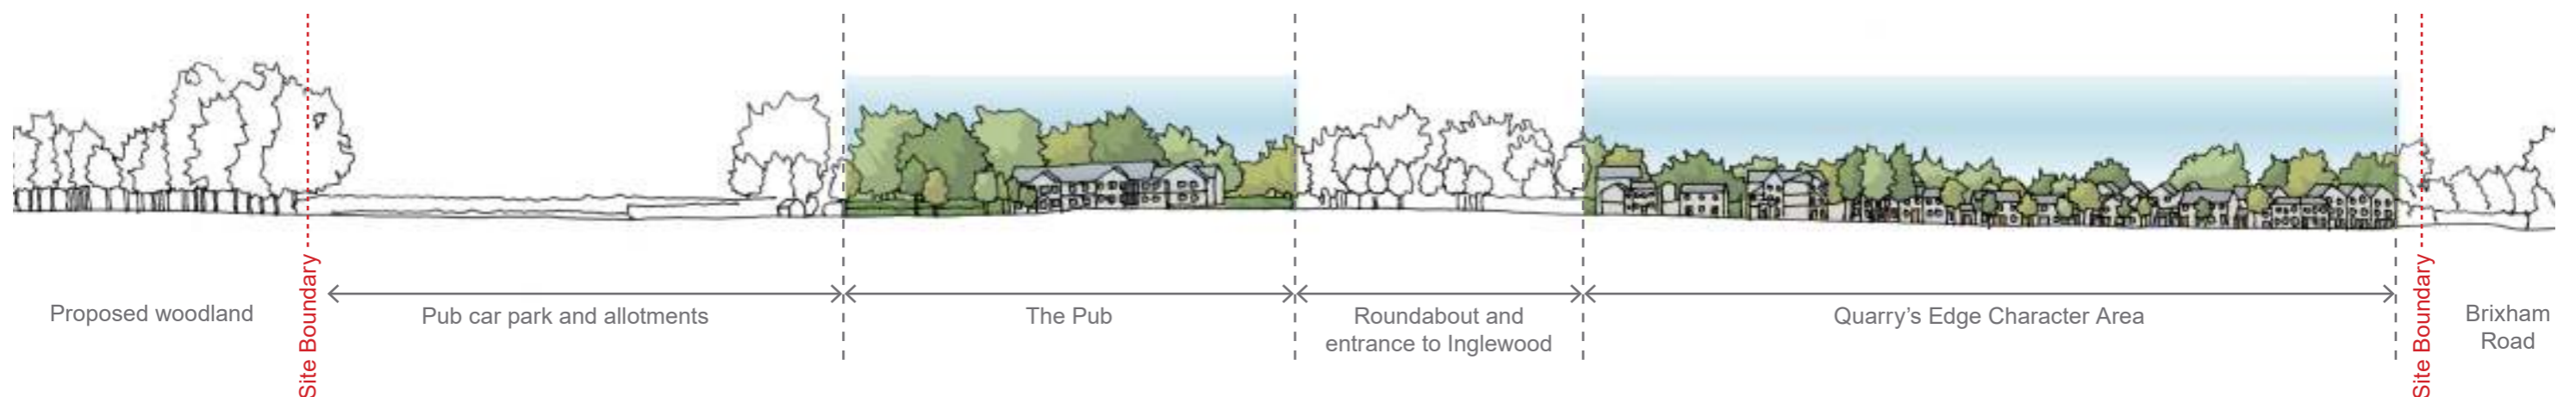 Proposed woodland
Site Boundary
Pub car park and allotments
The Pub
Roundabout and
entrance to Inglewood
Quarry’s Edge Character Area
Site Boundary
Brixham
Road